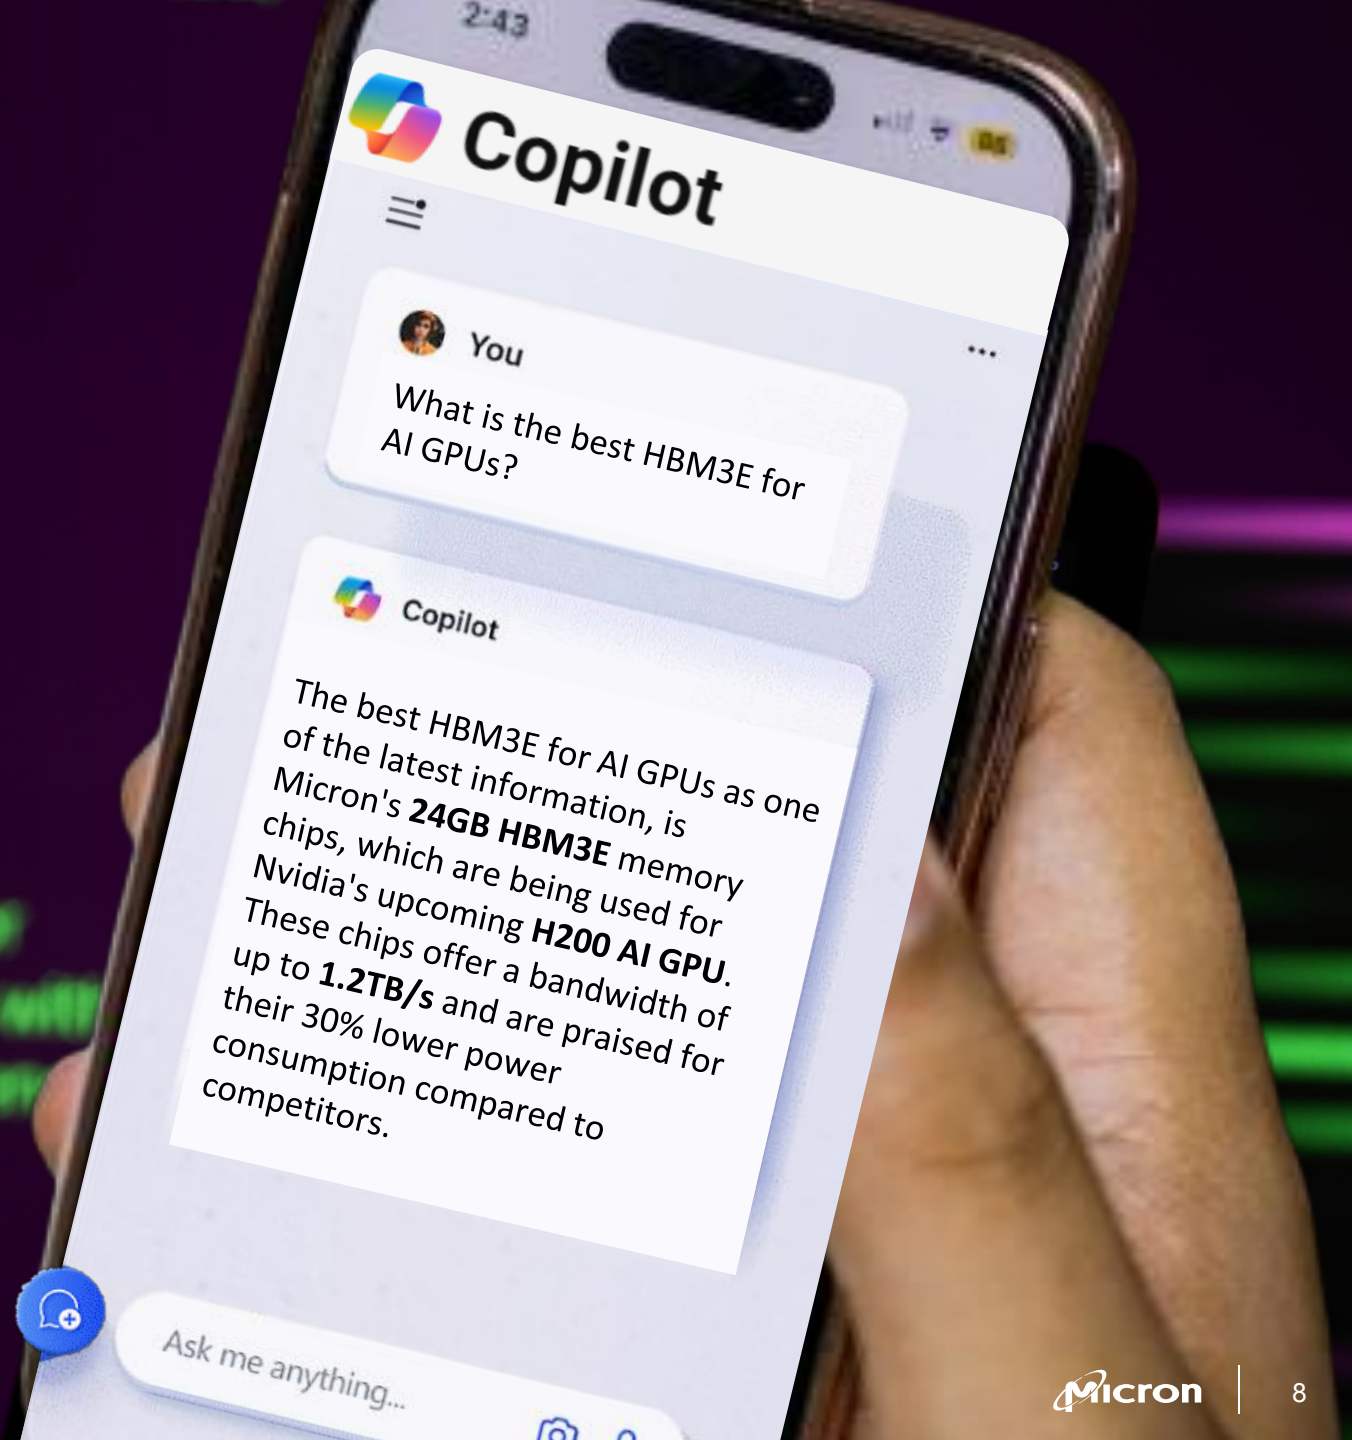 2:43
Copilot
You
What is the best HBM3E for
AI GPUs?
Copilot
The best HBM3E for AI GPUs as one
of the latest information, is
Micron's 24GB HBM3E memory
chips, which are being used for
Nvidia's upcoming H200 AI GPU.
These chips offer a bandwidth of
up to 1.2TB/s and are praised for
their 30% lower power
consumption compared to
competitors.
Ask me anything...
Micron
8